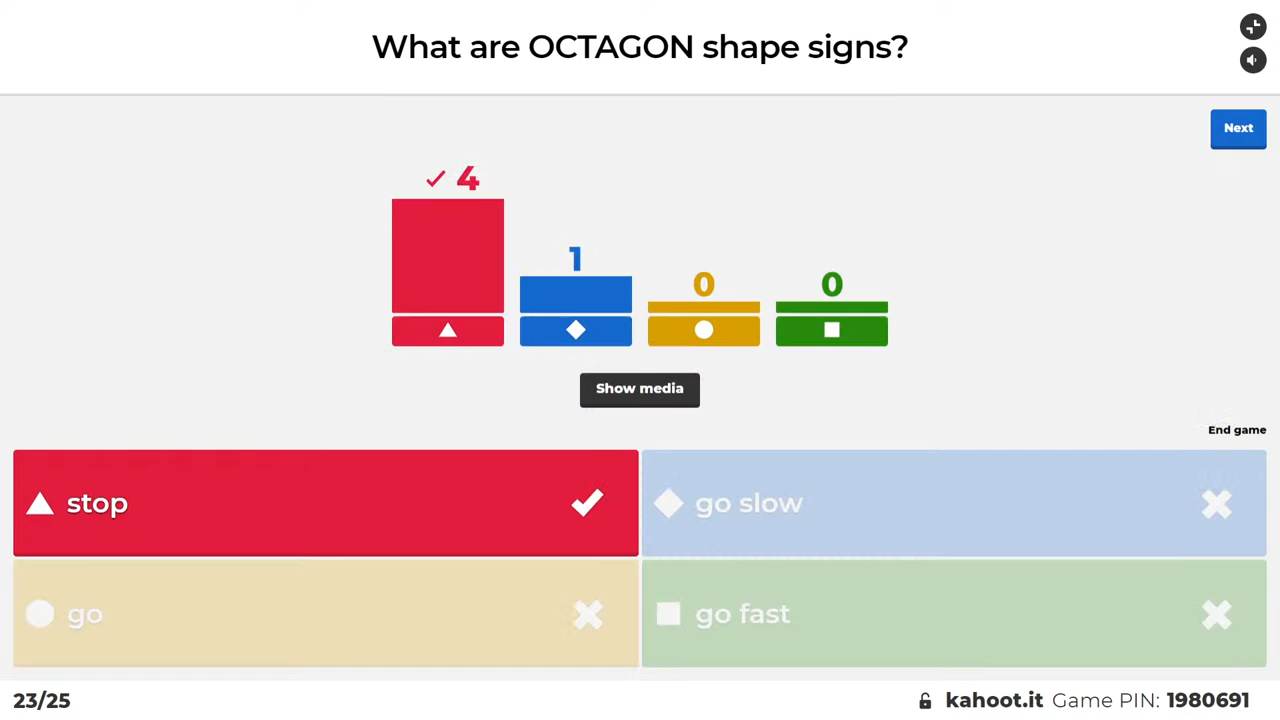 What are OCTAGON shape signs?
Next
4
1
0
0
Show media
End game
stop
go slow
go
go fast
23/25
kahoot.it Game PIN: 1980691